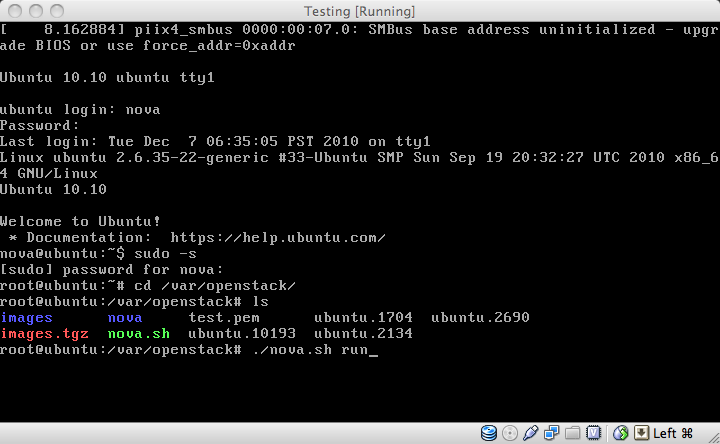 Testing [Running]
[    8.162884] piix4_smbus 0000:00:07.0: SMBus base address uninitialized - upgr
ade BIOS or use force_addr=0xaddr
Ubuntu 10.10 ubuntu tty1
ubuntu login: nova
Password:
Last login: Tue Dec  7 06:35:05 PST 2010 on tty1
Linux ubuntu 2.6.35-22-generic #33-Ubuntu SMP Sun Sep 19 20:32:27 UTC 2010 x86_6
4 GNU/Linux
Ubuntu 10.10
Welcome to Ubuntu!
 * Documentation:  https://help.ubuntu.com/
nova@ubuntu:~$ sudo -s
[sudo] password for nova:
root@ubuntu:~# cd /var/openstack/
root@ubuntu:/var/openstack# ls
images      nova     test.pem      ubuntu.1704  ubuntu.2690
images.tgz  nova.sh  ubuntu.10193  ubuntu.2134
root@ubuntu:/var/openstack# ./nova.sh run_
Left ⌘